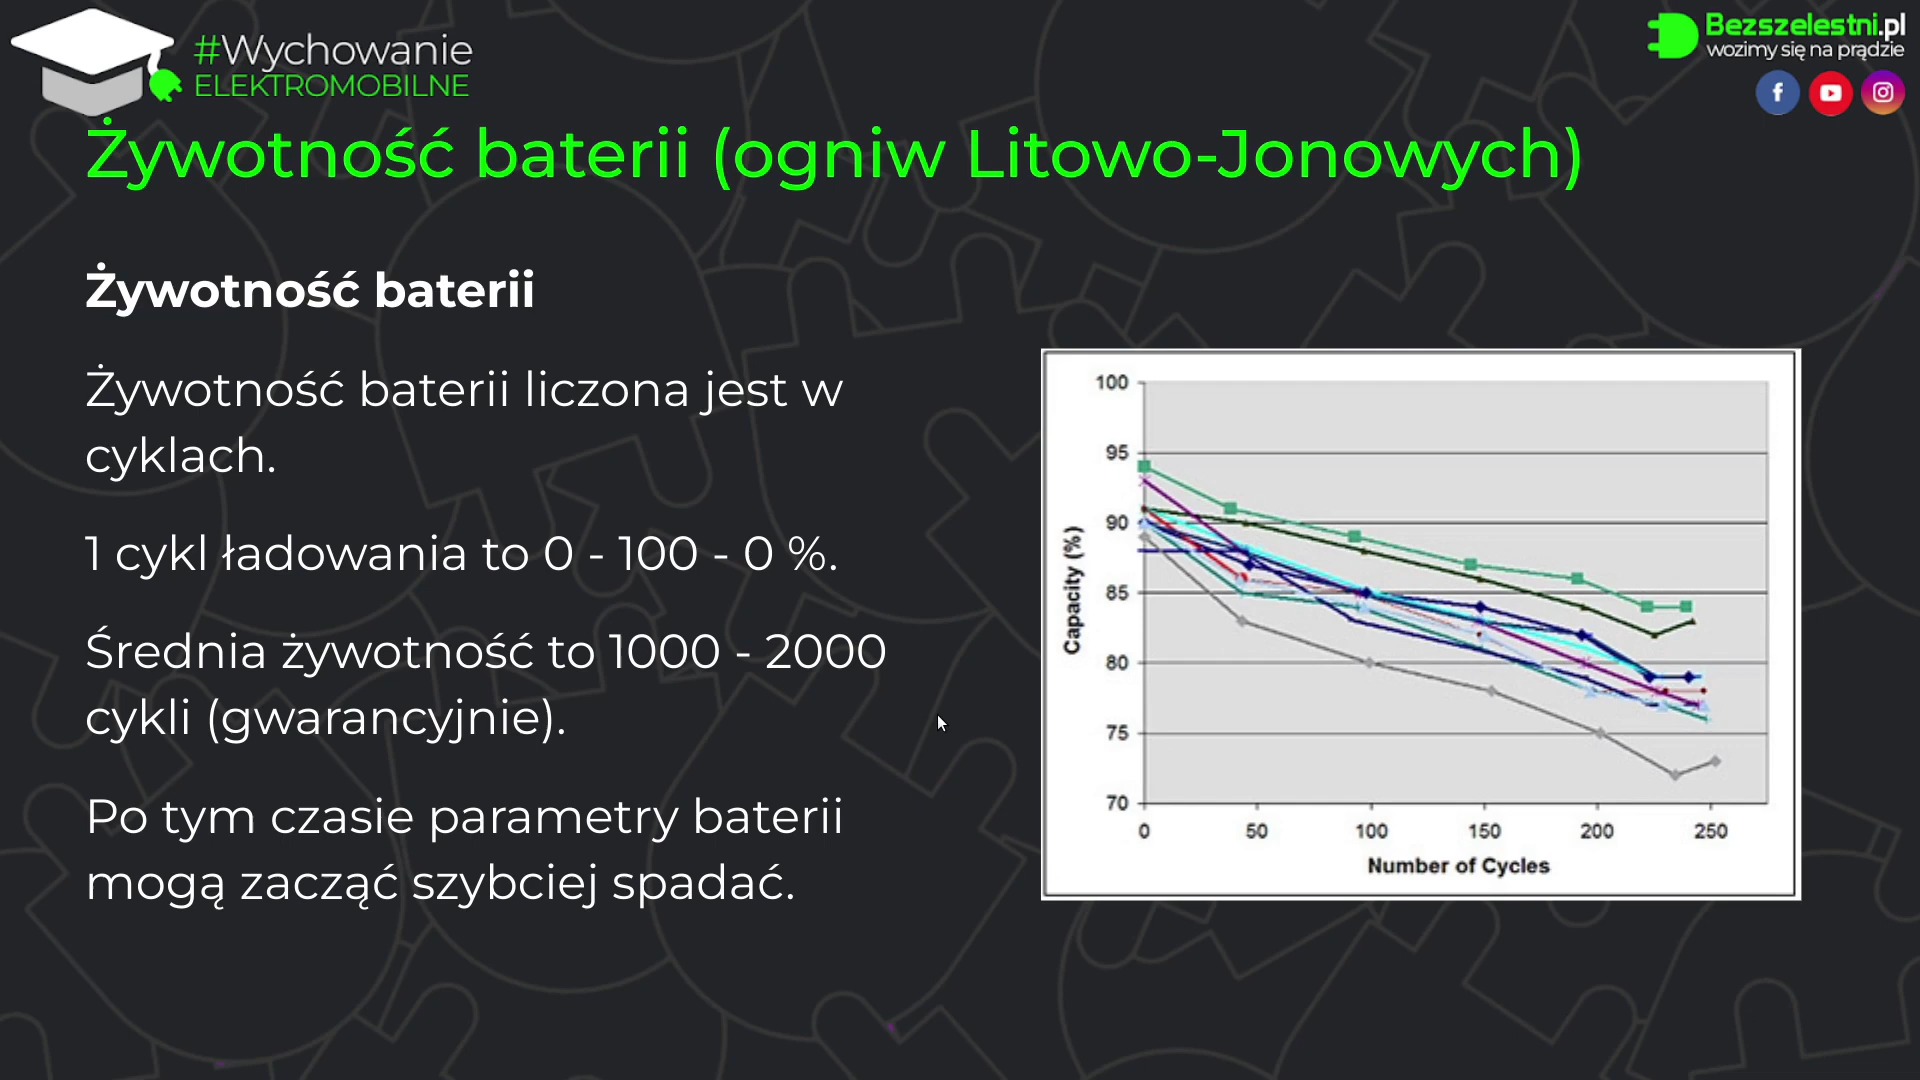 #Wychowanie
ELEKTROMOBILNE
Bezszelestni.pl
wozimy się na prądzie
Żywotność baterii (ogniw Litowo-Jonowych)
Żywotność baterii
Żywotność baterii liczona jest w
cyklach.
1 cykl ładowania to 0 - 100 - 0 %.
Średnia żywotność to 1000 - 2000
cykli (gwarancyjnie).
Po tym czasie parametry baterii
mogą zacząć szybciej spadać.
Capacity (%)
100
95
90
85
80
75
70
0 50 100 150 200 250
Number of Cycles